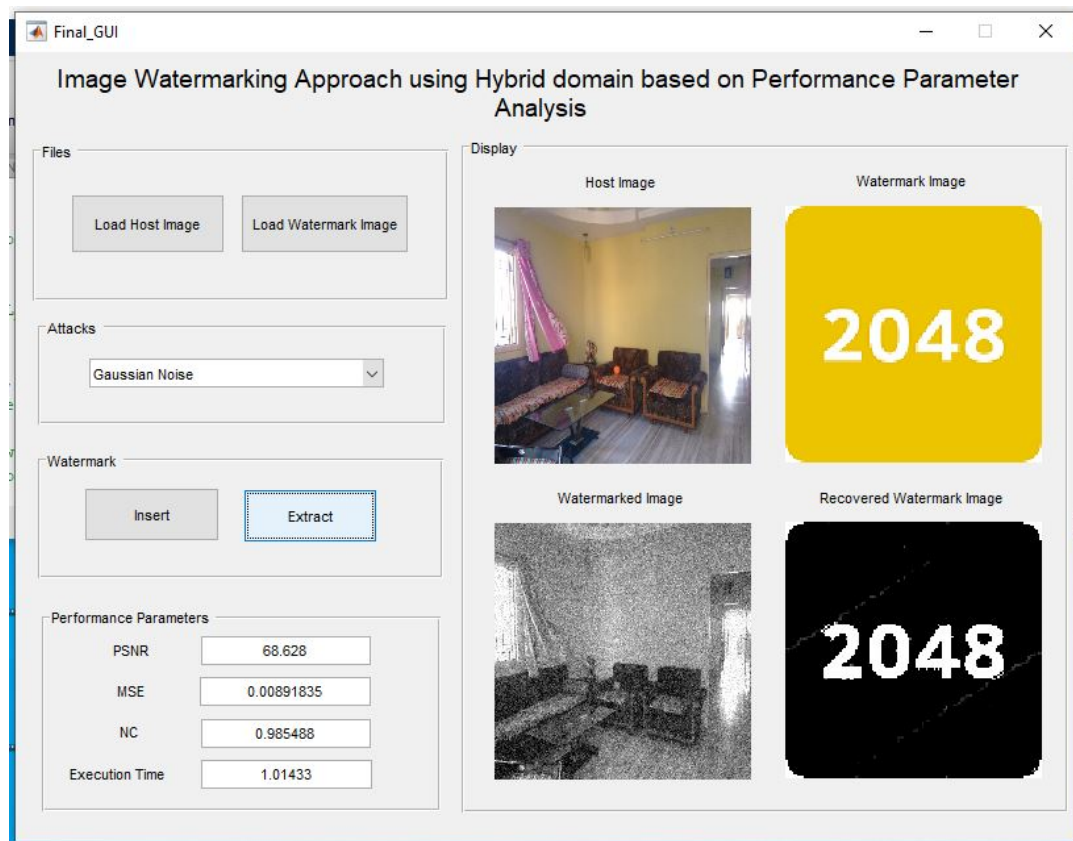 Final_GUI
Image Watermarking Approach using Hybrid domain based on Performance Parameter
Analysis
Files
Load Host Image
Load Watermark Image
Attacks
Gaussian Noise
Watermark
Insert
Extract
Performance Parameters
PSNR
68.628
MSE
0.00891835
NC
0.985488
Execution Time
1.01433
Display
Host Image
Watermark Image
2048
Watermarked Image
Recovered Watermark Image
2048